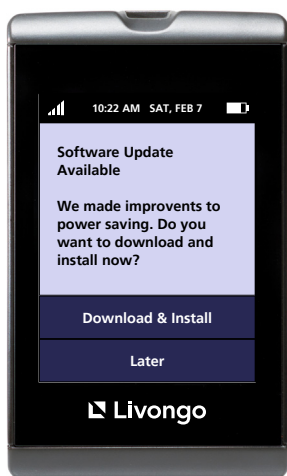 10:22 AM SAT, FEB 7
Software Update
Available
We made improvents to
power saving. Do you
want to download and
install now?
Download & Install
Later
Livongo